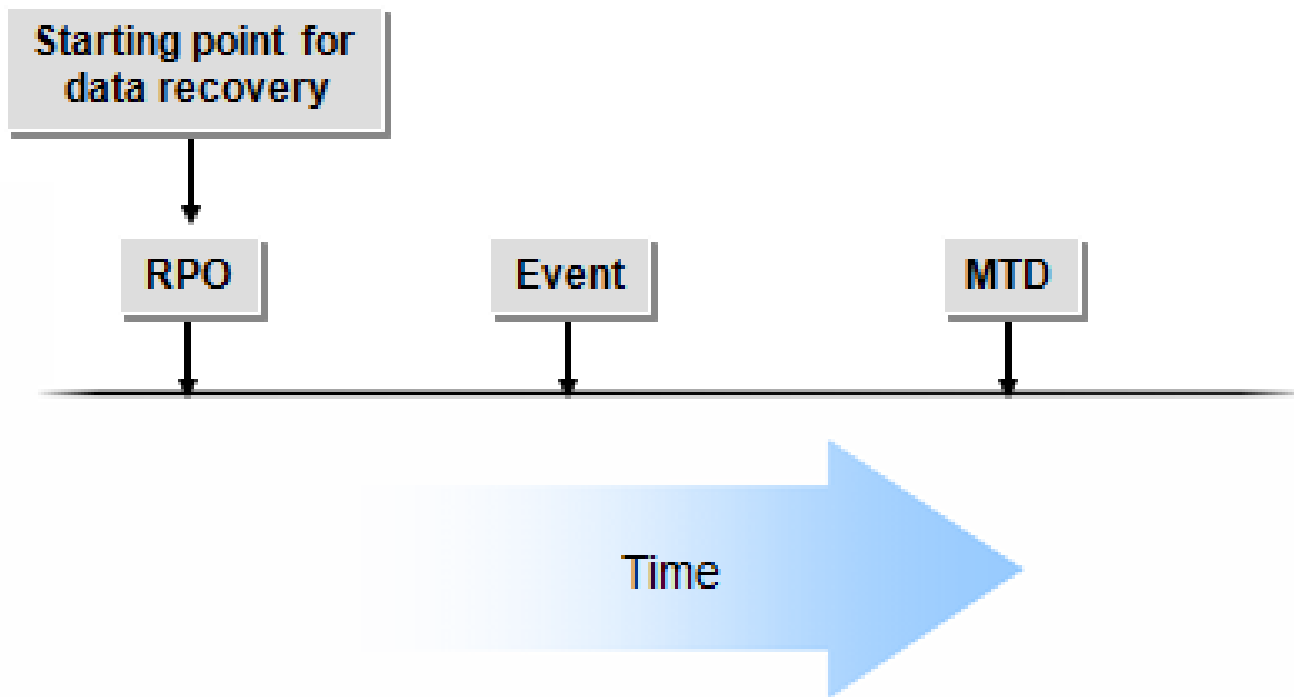 Starting point for
data recovery
RPO
Event
MTD
Time